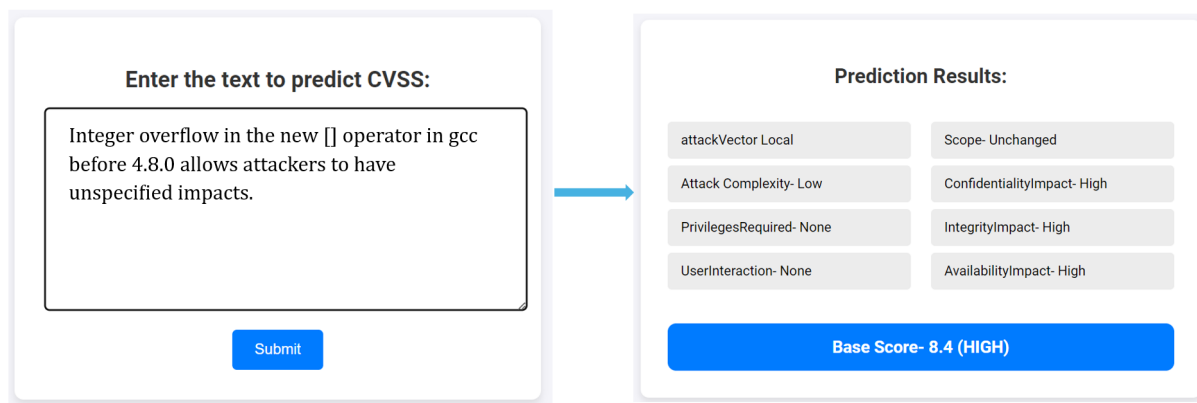 Enter the text to predict CVSS:
Integer overflow in the new [] operator in gcc
before 4.8.0 allows attackers to have
unspecified impacts.
Submit
Prediction Results:
attackVector Local
Scope- Unchanged
Attack Complexity- Low
ConfidentialityImpact- High
PrivilegesRequired- None
IntegrityImpact- High
UserInteraction- None
AvailabilityImpact- High
Base Score- 8.4 (HIGH)